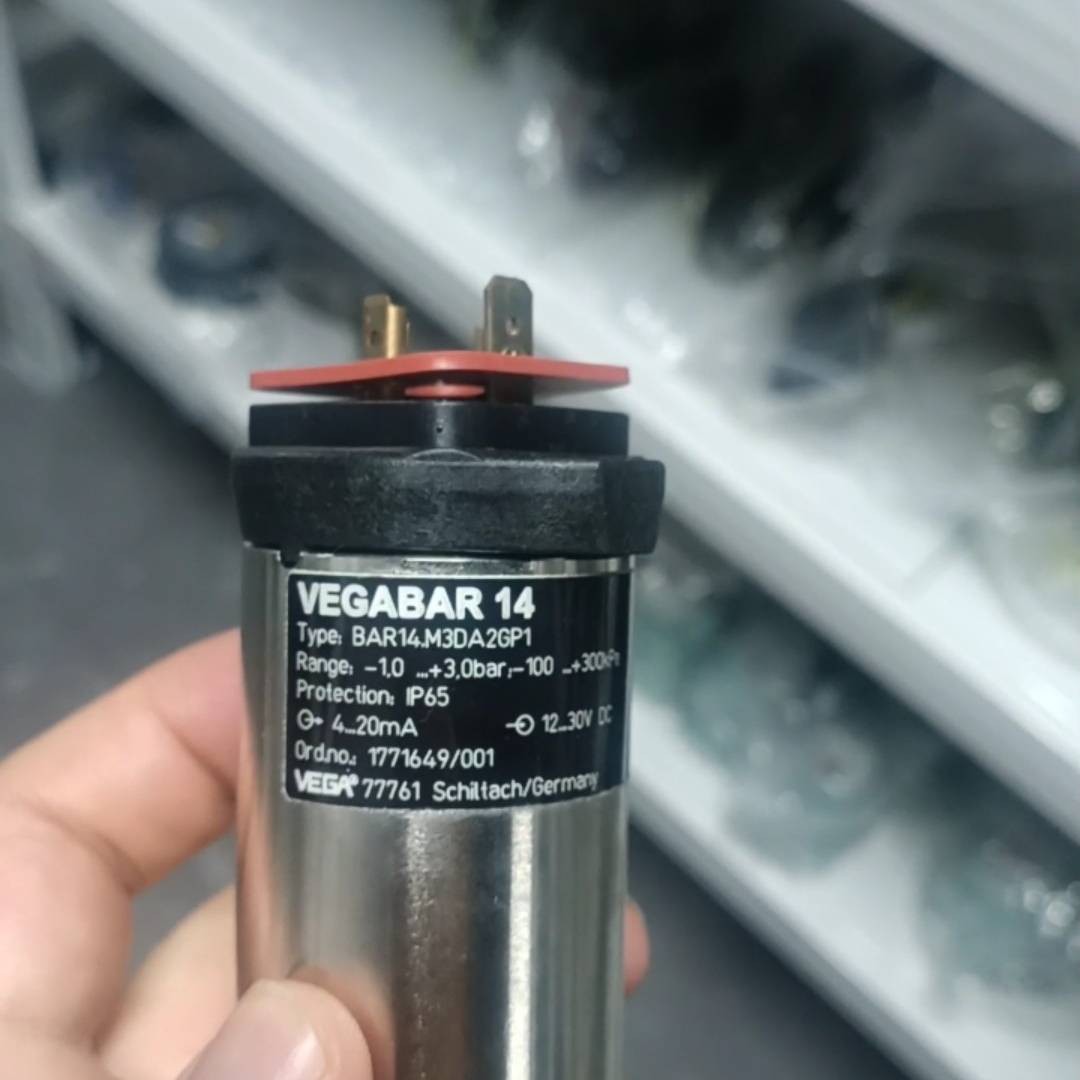 VEGABAR 14
Type: BAR14.M3DA2GP1
Range: -1,0 ...+3,0bar;-100 ...+300kPa
Protection: IP65
4...20mA 12...30V DC
Ord.no.: 1771649/001
VEGA® 77761 Schiltach/Germany